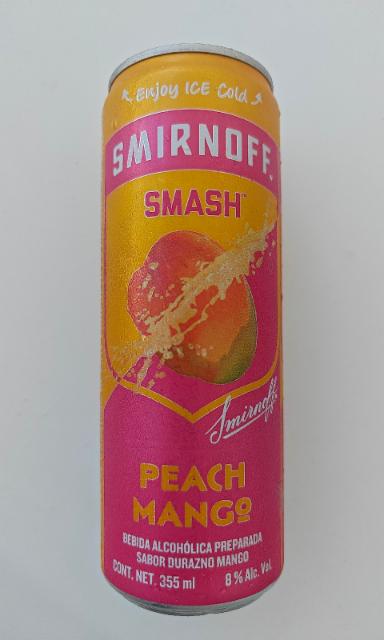 Enjoy ICE Cold
SMIRNOFF
SMASH™
Smirnoff
PEACH
MANGO
BEBIDA ALCOHÓLICA PREPARADA
SABOR DURAZNO MANGO
CONT. NET. 355 ml 8 % Alc. Vol.